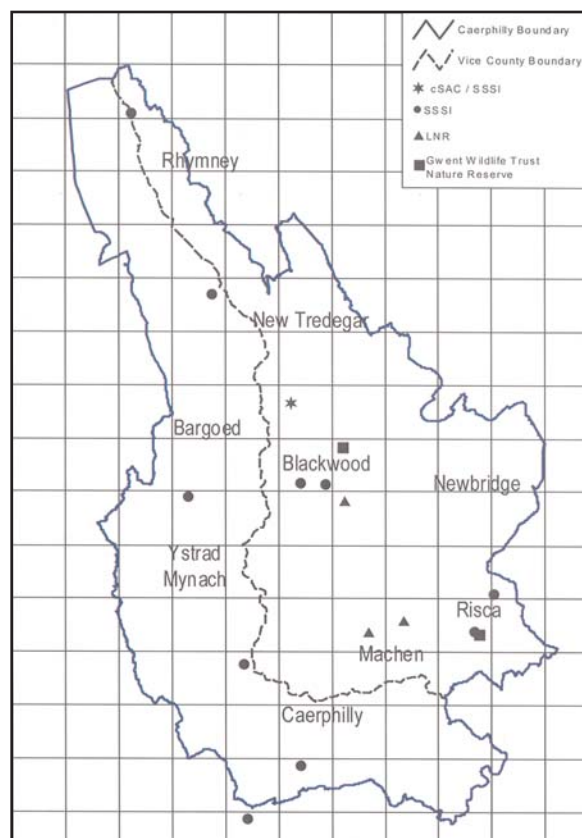 Caerphilly Boundary
Vice County Boundary
cSAC / SSSI
SSSI
LNR
Gwent Wildlife Trust
Nature Reserve
Rhymney
New Tredegar
Bargoed
Blackwood
Newbridge
Ystrad
Mynach
Risca
Machen
Caerphilly